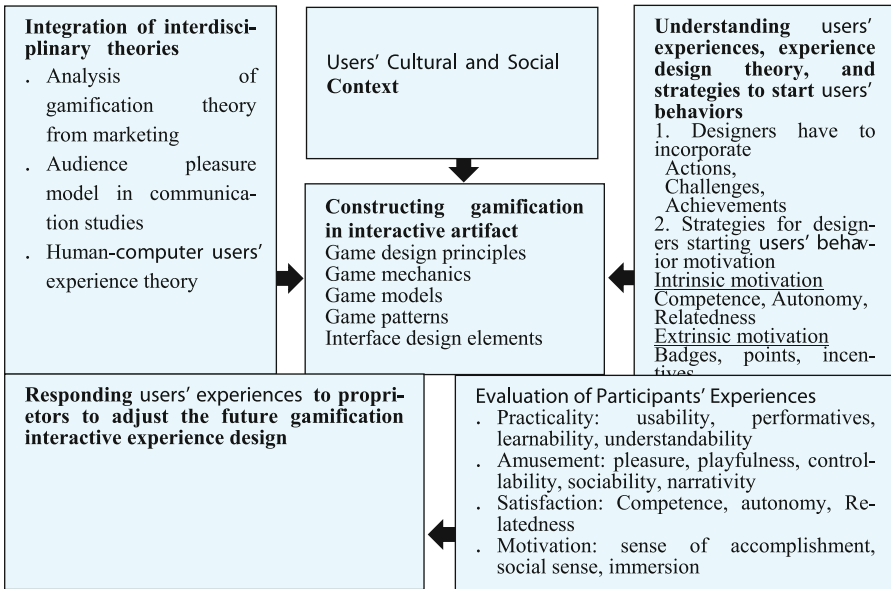 Integration of interdisci-
plinary theories
. Analysis of
gamification theory
from marketing
. Audience pleasure
model in communica-
tion studies
. Human-computer users’
experience theory
Users’ Cultural and Social
Context
Constructing gamification
in interactive artifact
Game design principles
Game mechanics
Game models
Game patterns
Interface design elements
Understanding users’
experiences, experience
design theory, and
strategies to start users’
behaviors
1. Designers have to
incorporate
Actions,
Challenges,
Achievements
2. Strategies for design-
ers starting users’ behav-
ior motivation
Intrinsic motivation
Competence, Autonomy,
Relatedness
Extrinsic motivation
Badges, points, incen-
tives
Responding users’ experiences to propri-
etors to adjust the future gamification
interactive experience design
Evaluation of Participants’ Experiences
. Practicality: usability, performatives,
learnability, understandability
. Amusement: pleasure, playfulness, control-
lability, sociability, narrativity
. Satisfaction: Competence, autonomy, Re-
latedness
. Motivation: sense of accomplishment,
social sense, immersion